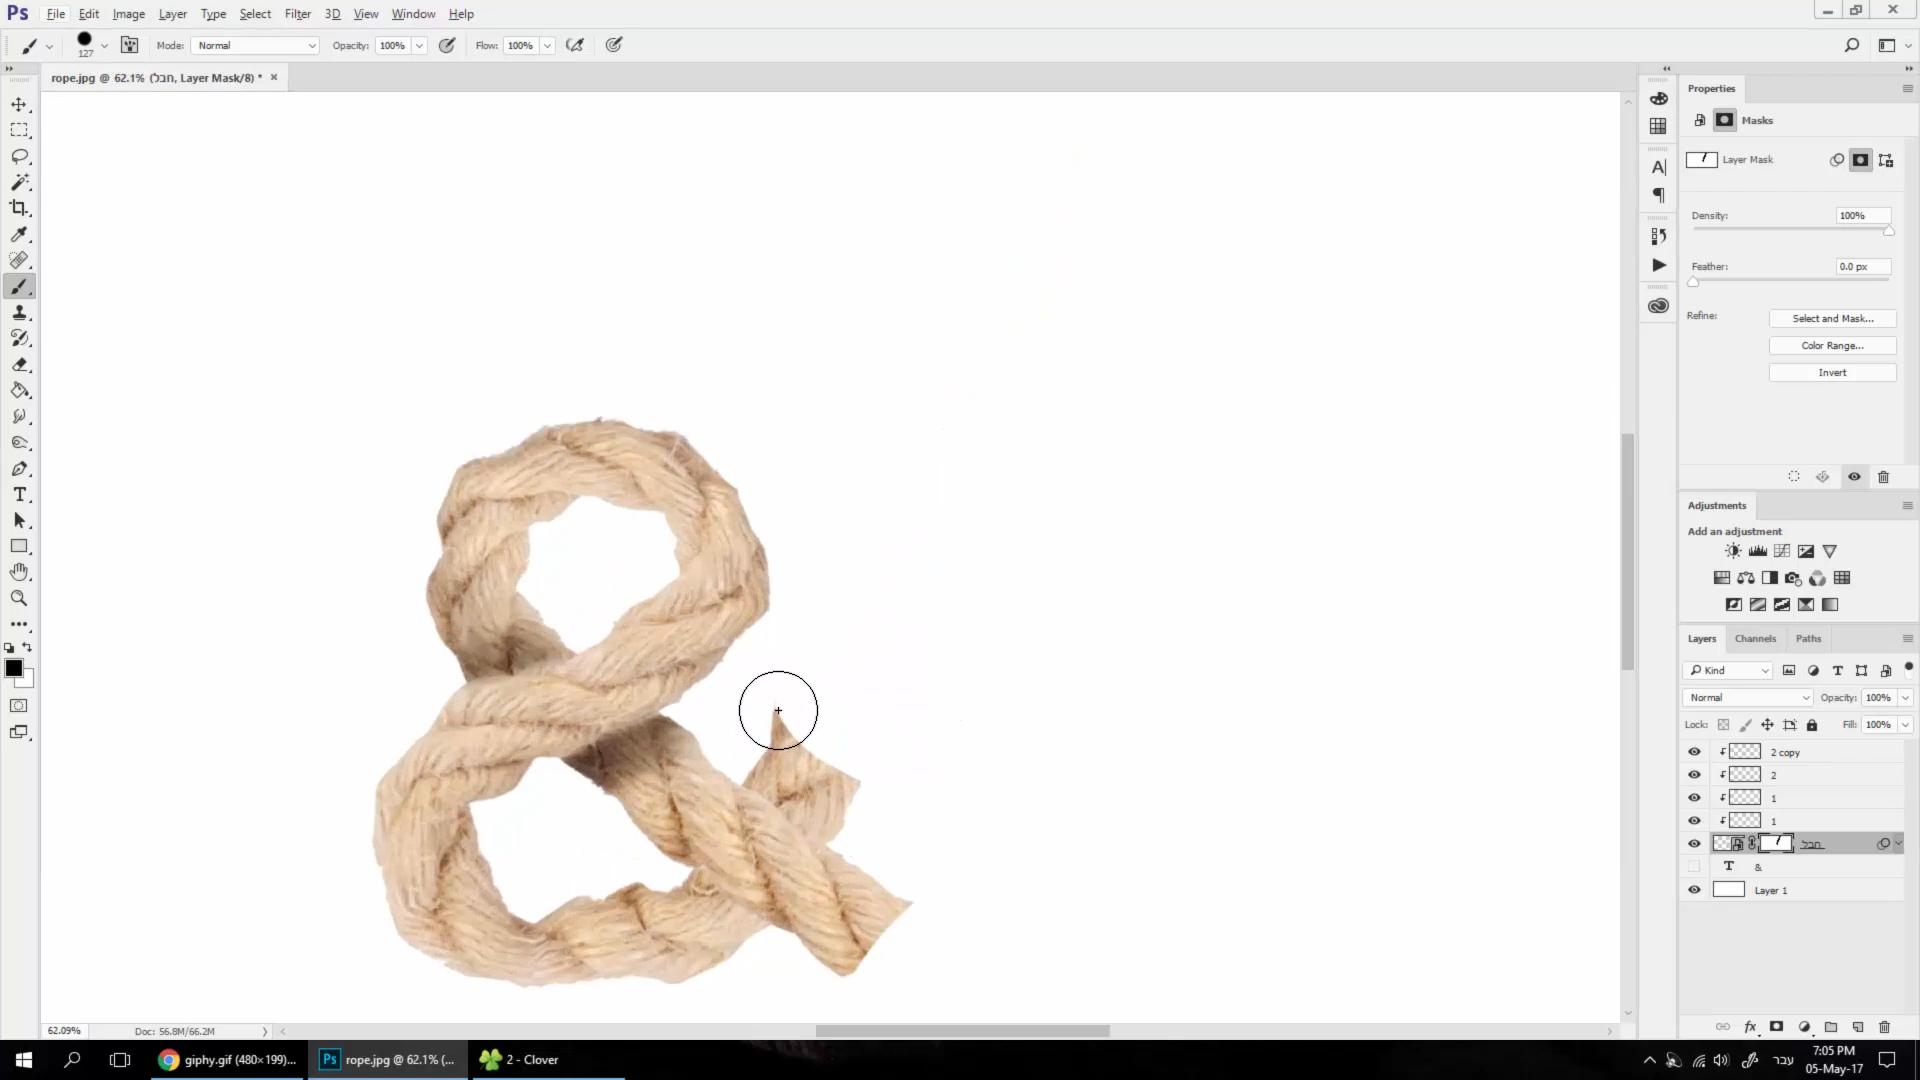 Ps File Edit Image Layer Type Select Filter 3D View Window Help
127 Mode: Normal Opacity: 100% Flow: 100%
rope.jpg @ 62.1% (חבל, Layer Mask/8) * ×
Properties
Masks
Layer Mask
Density: 100%
Feather: 0.0 px
Refine: Select and Mask...
Color Range...
Invert
Adjustments
Add an adjustment
Layers Channels Paths
Kind
Normal Opacity: 100%
Lock: Fill: 100%
2 copy
2
1
1
חבל
T &
Layer 1
62.09% Doc: 56.8M/66.2M
giphy.gif (480×199)... Ps rope.jpg @ 62.1% (... 2 - Clover עבר 7:05 PM
05-May-17